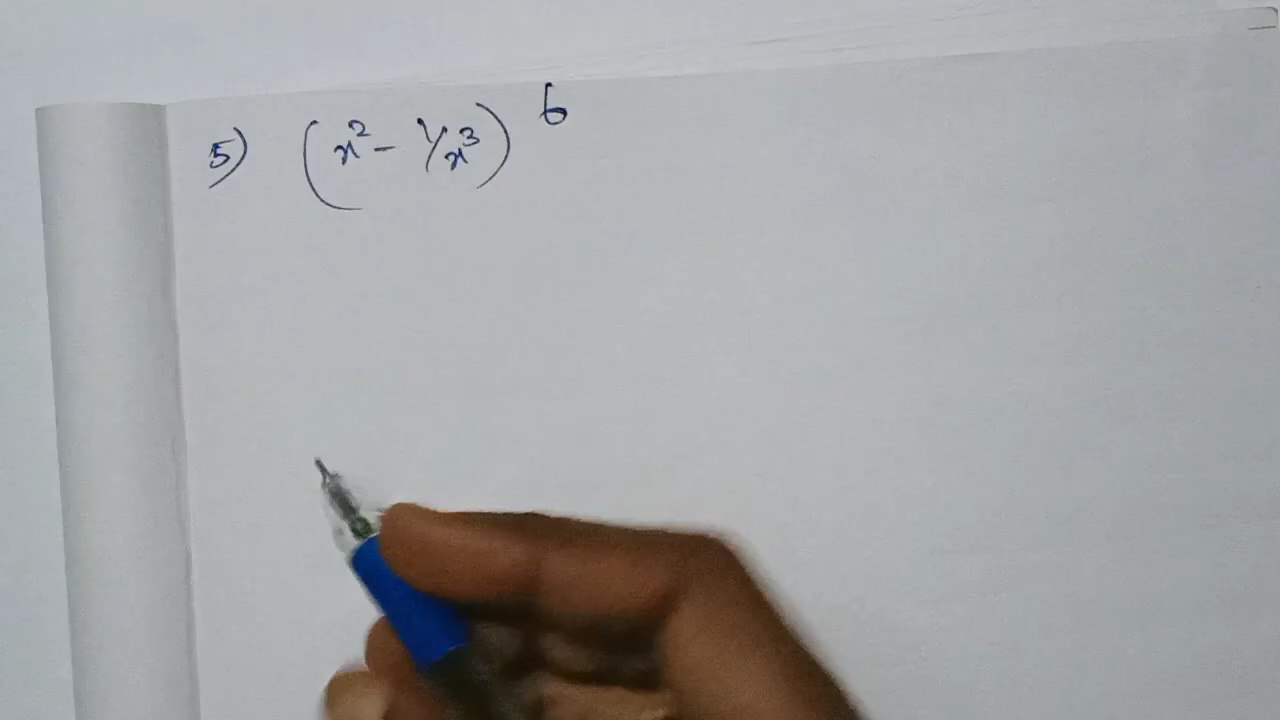 5) (x² - 1/x³)⁶